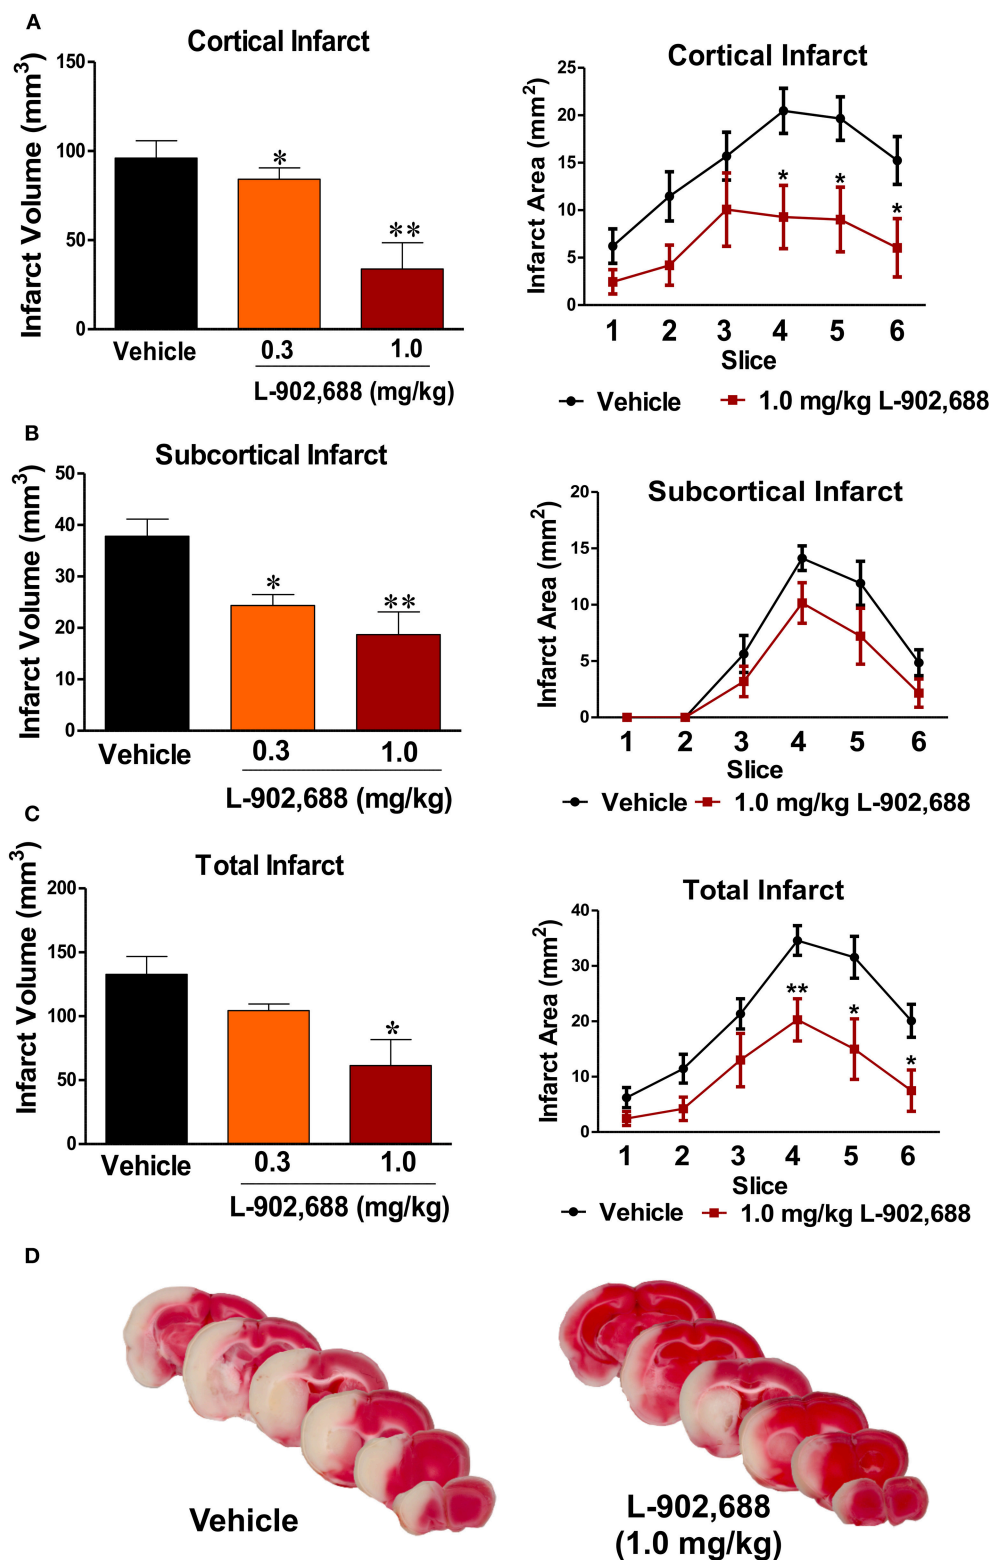 A
Cortical Infarct
Infarct Volume (mm³)
150
100
50
0
*
**
Vehicle
0.3
1.0
L-902,688 (mg/kg)
Cortical Infarct
Infarct Area (mm²)
25
20
15
10
5
0
* * *
1 2 3 4 5 6
Slice
Vehicle 1.0 mg/kg L-902,688
B
Subcortical Infarct
Infarct Volume (mm³)
50
40
30
20
10
0
*
**
Vehicle
0.3
1.0
L-902,688 (mg/kg)
Subcortical Infarct
Infarct Area (mm²)
20
15
10
5
0
1 2 3 4 5 6
Slice
Vehicle 1.0 mg/kg L-902,688
C
Total Infarct
Infarct Volume (mm³)
200
150
100
50
0
*
Vehicle
0.3
1.0
L-902,688 (mg/kg)
Total Infarct
Infarct Area (mm²)
40
30
20
10
0
** * *
1 2 3 4 5 6
Slice
Vehicle 1.0 mg/kg L-902,688
D
Vehicle
L-902,688
(1.0 mg/kg)